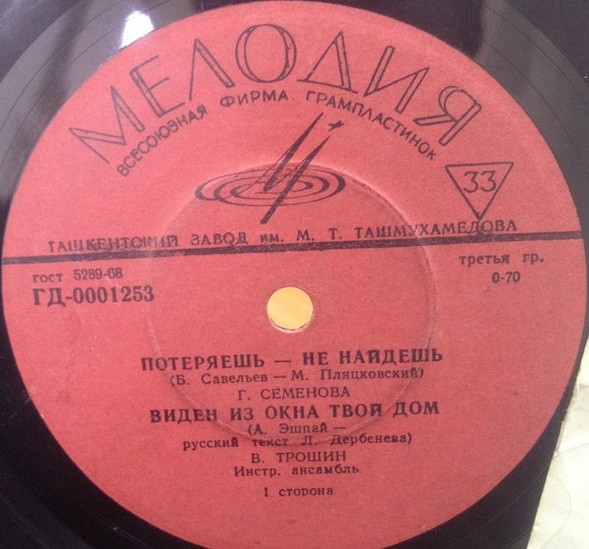 МЕЛОДИЯ
ВСЕСОЮЗНАЯ ФИРМА ГРАМПЛАСТИНОК
33
ТАШКЕНТСКИЙ ЗАВОД им. М. Т. ТАШМУХАМЕДОВА
гост 5289-68
третья гр.
ГД-0001253
0-70
ПОТЕРЯЕШЬ — НЕ НАЙДЕШЬ
(Б. Савельев — М. Пляцковский)
Г. СЕМЕНОВА
ВИДЕН ИЗ ОКНА ТВОЙ ДОМ
(А. Эшпай —
русский текст Л. Дербенева)
В. ТРОШИН
Инстр. ансамбль
1 сторона